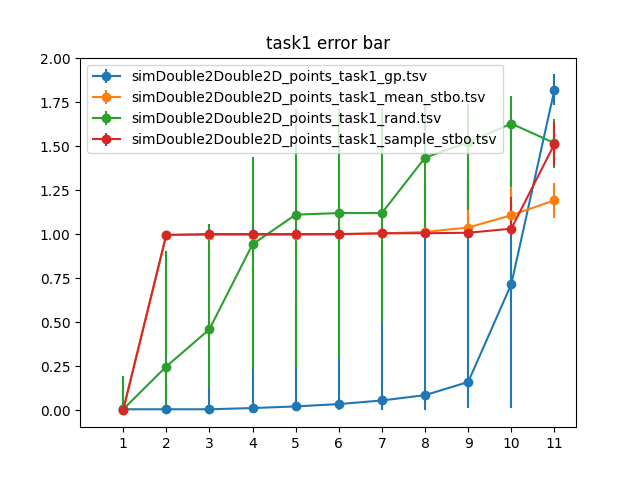 task1 error bar
2.00
1.75
1.50
1.25
1.00
0.75
0.50
0.25
0.00
simDouble2Double2D_points_task1_gp.tsv
simDouble2Double2D_points_task1_mean_stbo.tsv
simDouble2Double2D_points_task1_rand.tsv
simDouble2Double2D_points_task1_sample_stbo.tsv
1 2 3 4 5 6 7 8 9 10 11